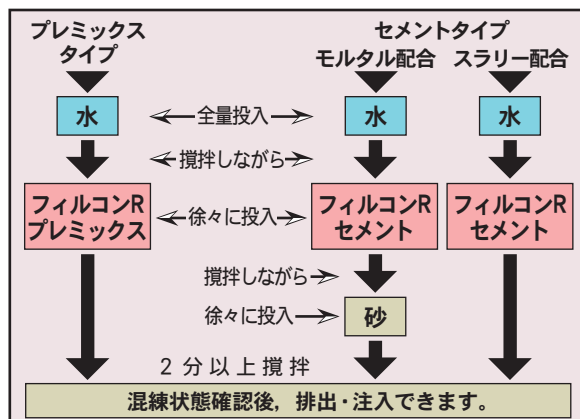 プレミックス
タイプ
セメントタイプ
モルタル配合 スラリー配合
水 全量投入 水 水
攪拌しながら
フィルコンR
プレミックス
徐々に投入
フィルコンR
セメント
フィルコンR
セメント
攪拌しながら
徐々に投入 砂
2分以上攪拌
混練状態確認後，排出・注入できます。